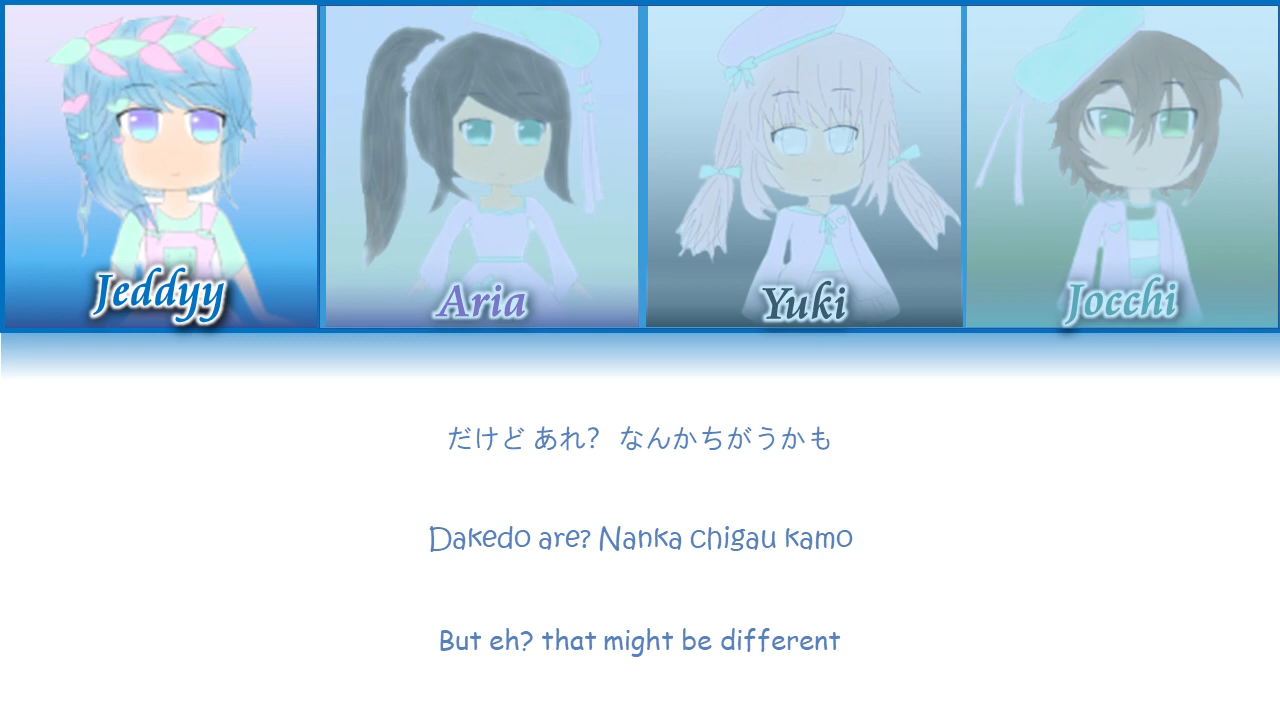 Jeddyy
Aria
Yuki
Jocchi
だけど あれ？ なんかちがうかも
Dakedo are? Nanka chigau kamo
But eh? that might be different